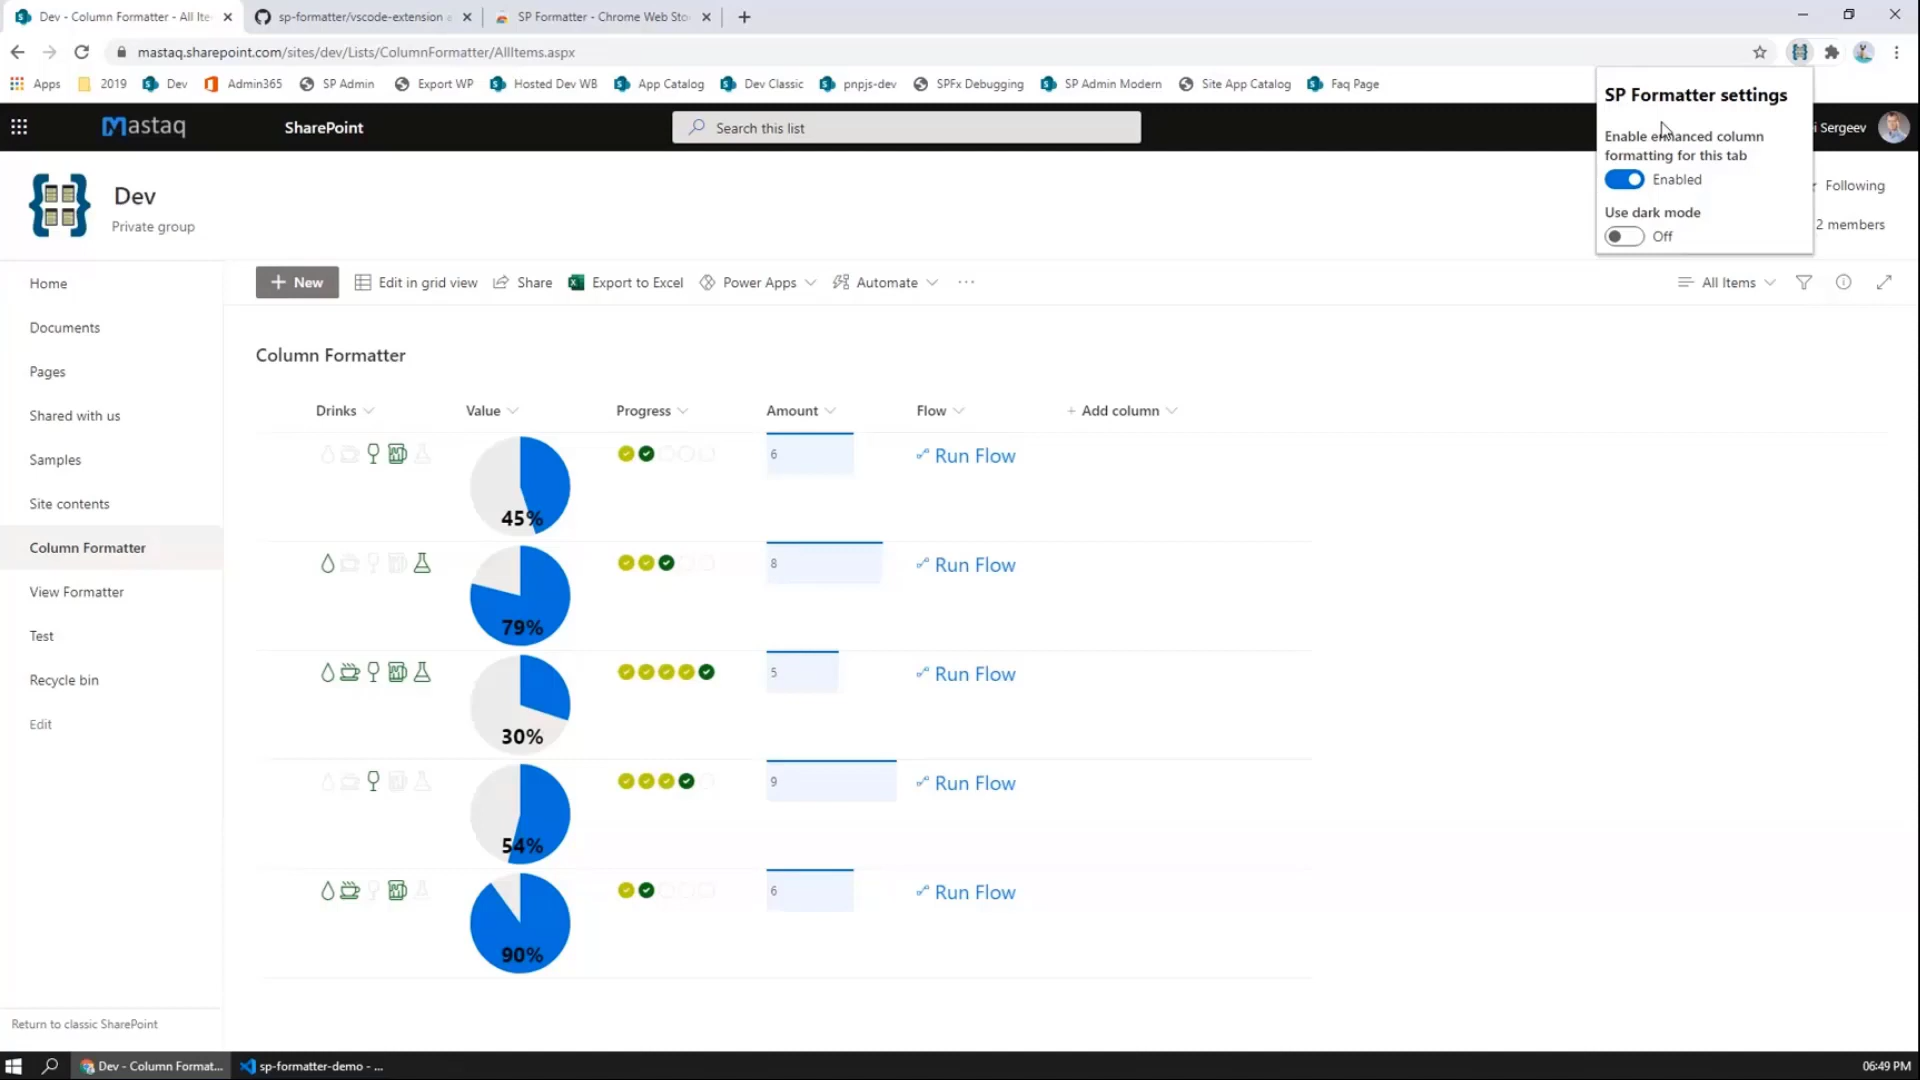 Dev - Column Formatter - All Ite
sp-formatter/vscode-extension
SP Formatter - Chrome Web Sto
mastaq.sharepoint.com/sites/dev/Lists/ColumnFormatter/AllItems.aspx
Apps
2019
Dev
Admin365
SP Admin
Export WP
Hosted Dev WB
App Catalog
Dev Classic
pnpjs-dev
SPFx Debugging
SP Admin Modern
Site App Catalog
Faq Page
SP Formatter settings
Enable enhanced column
formatting for this tab
Enabled
Use dark mode
Off
Mastaq
SharePoint
Search this list
i Sergeev
Dev
Private group
Following
2 members
Home
Documents
Pages
Shared with us
Samples
Site contents
Column Formatter
View Formatter
Test
Recycle bin
Edit
Return to classic SharePoint
+ New
Edit in grid view
Share
Export to Excel
Power Apps
Automate
...
All Items
Column Formatter
Drinks
Value
Progress
Amount
Flow
+ Add column
45%
6
Run Flow
79%
8
Run Flow
30%
5
Run Flow
54%
9
Run Flow
90%
6
Run Flow
Dev - Column Format...
sp-formatter-demo - ...
06:49 PM